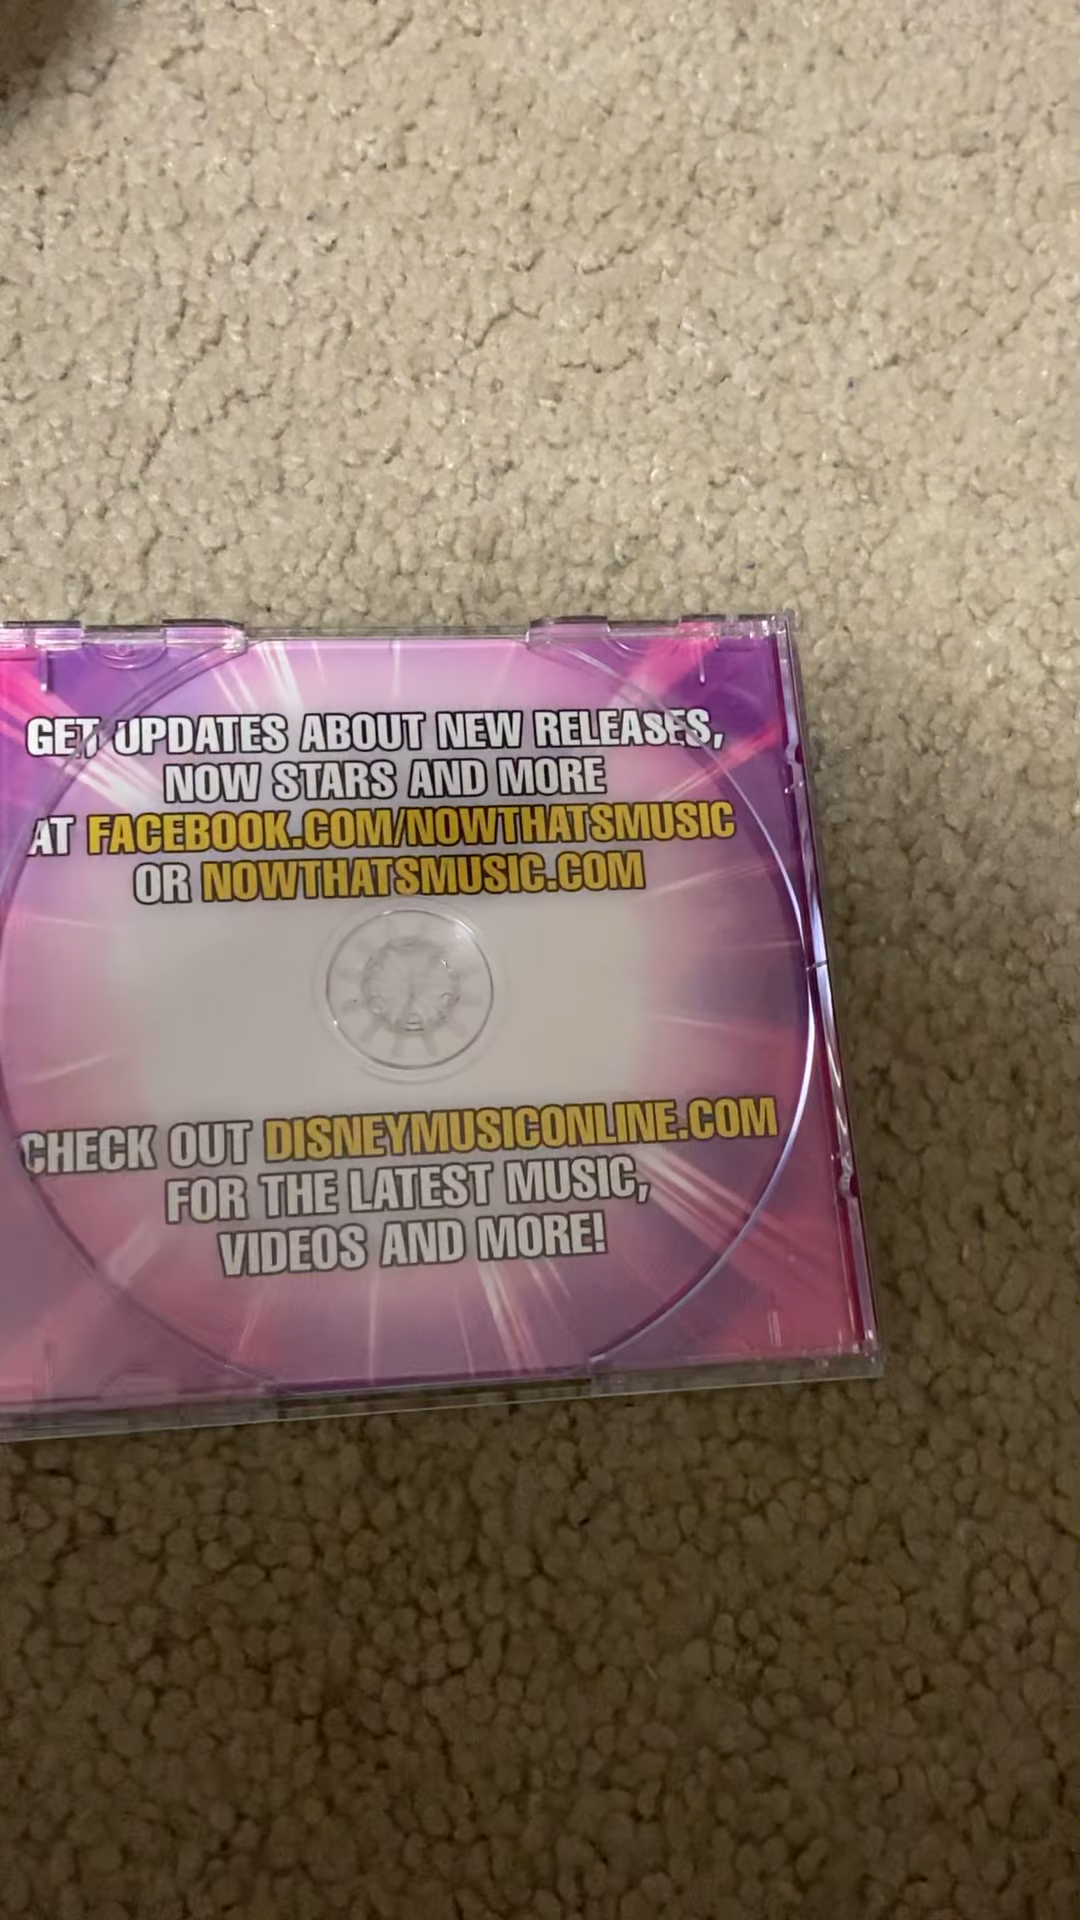 GET UPDATES ABOUT NEW RELEASES,
NOW STARS AND MORE
AT FACEBOOK.COM/NOWTHATSMUSIC
OR NOWTHATSMUSIC.COM
CHECK OUT DISNEYMUSICONLINE.COM
FOR THE LATEST MUSIC,
VIDEOS AND MORE!